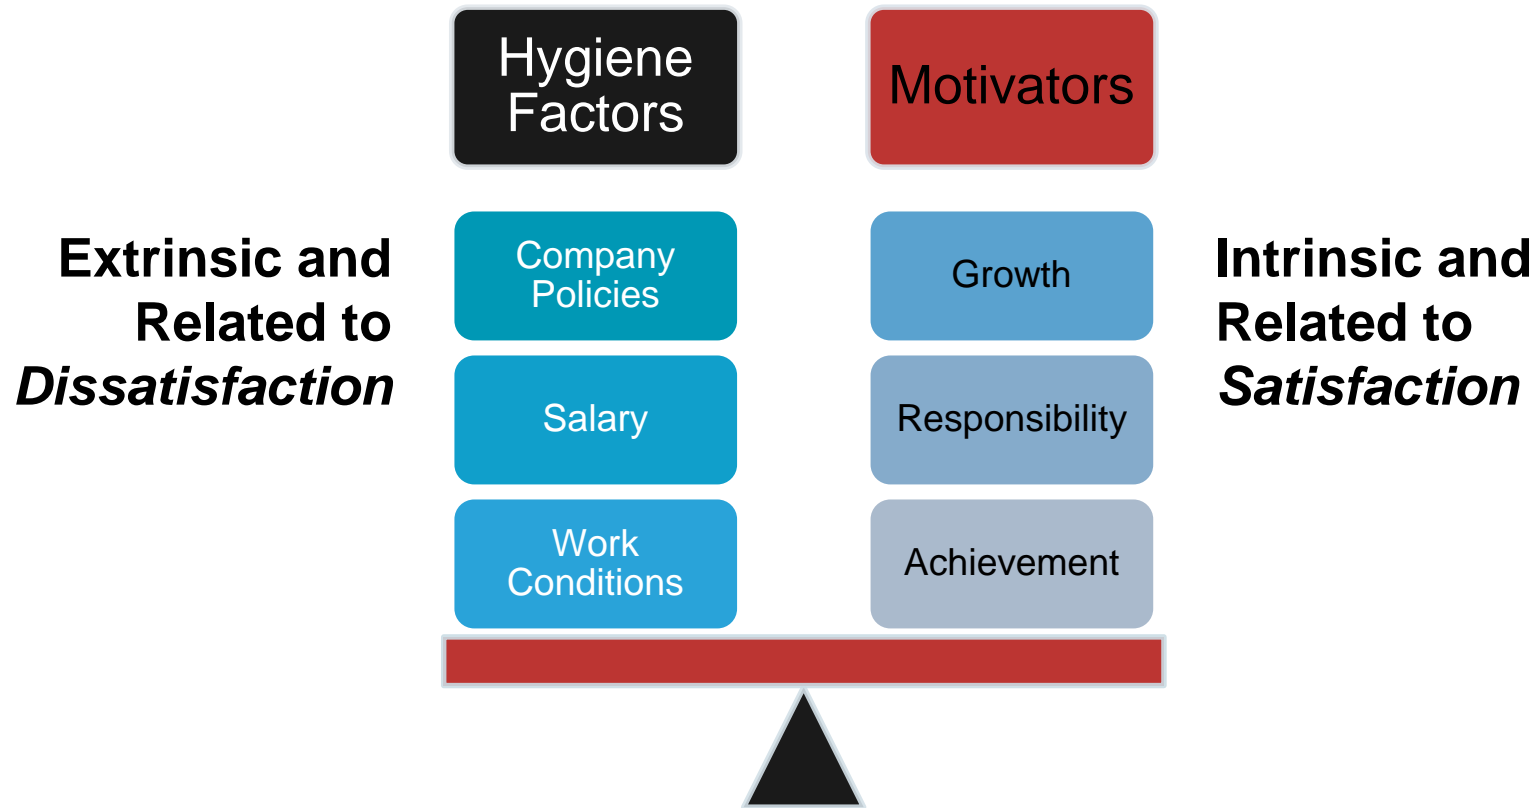 Hygiene
Factors
Motivators
Extrinsic and
Related to
Dissatisfaction
Company
Policies
Salary
Work
Conditions
Growth
Responsibility
Achievement
Intrinsic and
Related to
Satisfaction